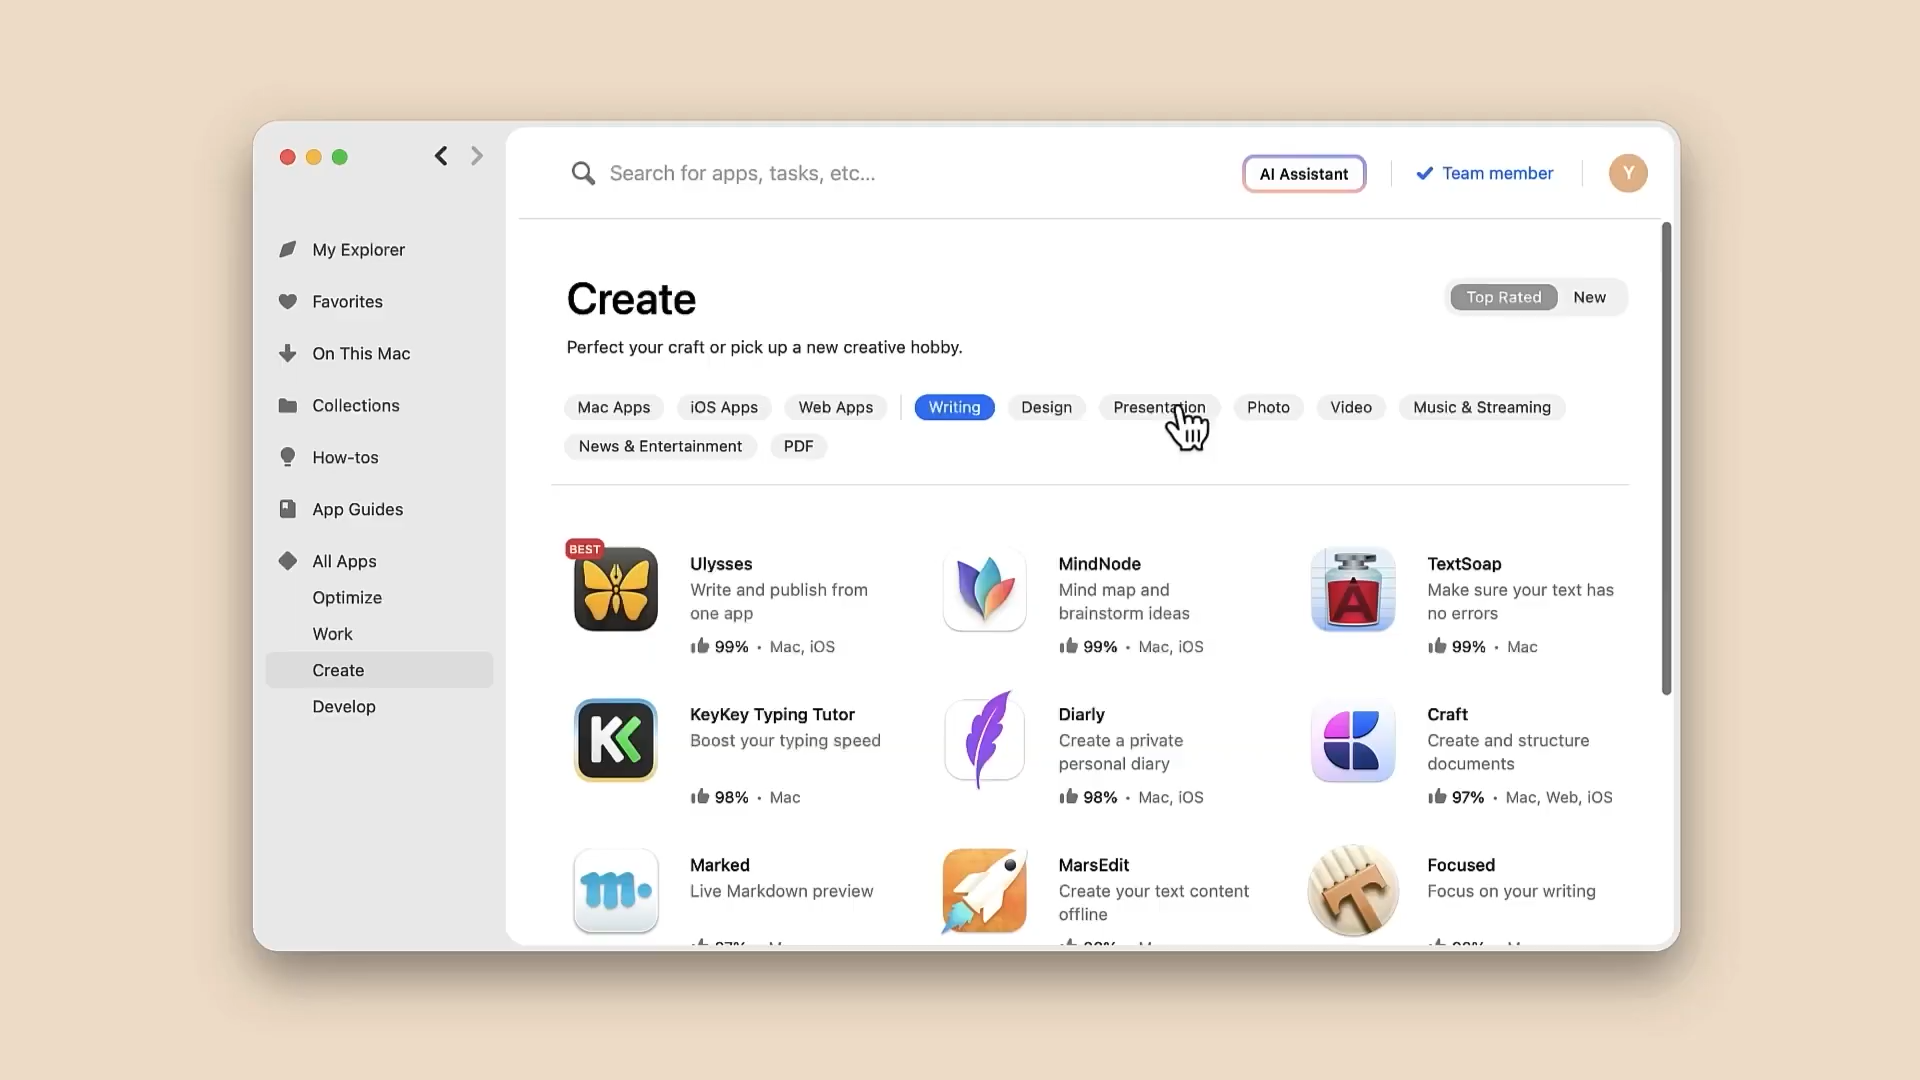 Search for apps, tasks, etc...
AI Assistant
Team member
Y
My Explorer
Favorites
On This Mac
Collections
How-tos
App Guides
All Apps
Optimize
Work
Create
Develop
Create
Top Rated
New
Perfect your craft or pick up a new creative hobby.
Mac Apps
iOS Apps
Web Apps
Writing
Design
Presentation
Photo
Video
Music & Streaming
News & Entertainment
PDF
BEST
Ulysses
Write and publish from
one app
99% • Mac, iOS
MindNode
Mind map and
brainstorm ideas
99% • Mac, iOS
TextSoap
Make sure your text has
no errors
99% • Mac
KeyKey Typing Tutor
Boost your typing speed
98% • Mac
Diarly
Create a private
personal diary
98% • Mac, iOS
Craft
Create and structure
documents
97% • Mac, Web, iOS
Marked
Live Markdown preview
MarsEdit
Create your text content
offline
Focused
Focus on your writing